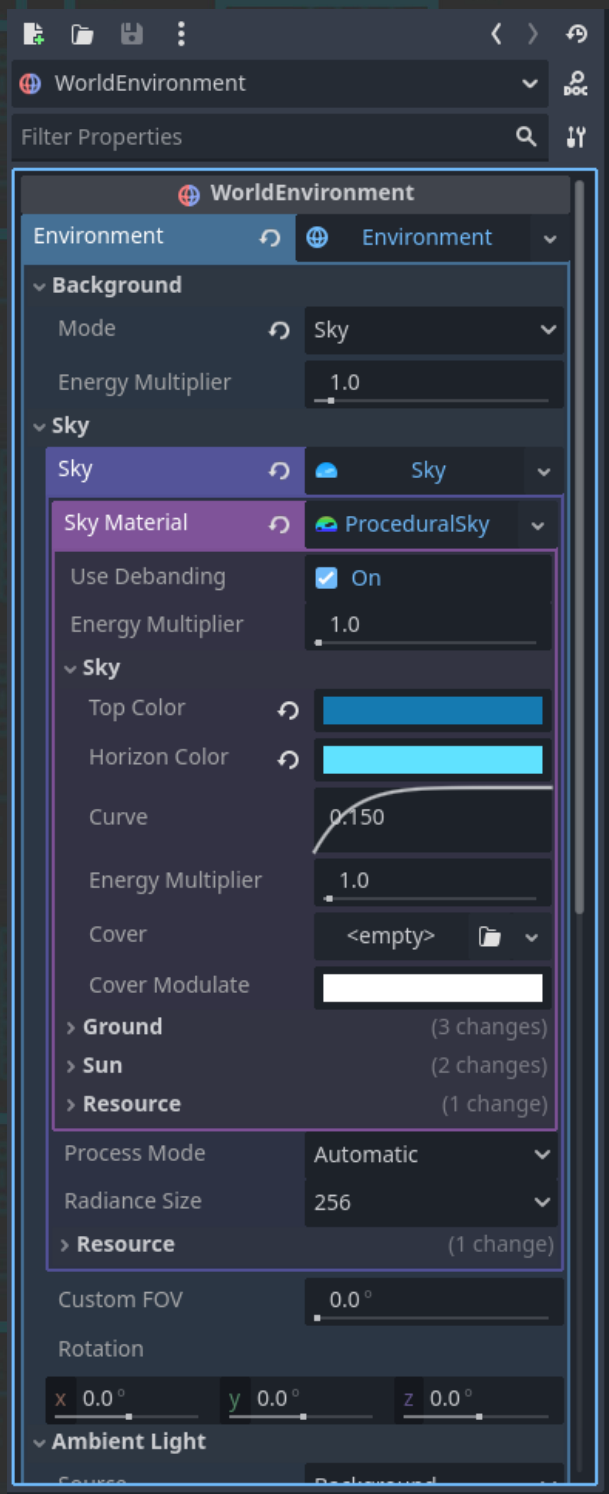 WorldEnvironment
DOC
Filter Properties
WorldEnvironment
Environment Environment
Background
Mode Sky
Energy Multiplier 1.0
Sky
Sky Sky
Sky Material ProceduralSky
Use Debanding On
Energy Multiplier 1.0
Sky
Top Color
Horizon Color
Curve 0.150
Energy Multiplier 1.0
Cover <empty>
Cover Modulate
Ground (3 changes)
Sun (2 changes)
Resource (1 change)
Process Mode Automatic
Radiance Size 256
Resource (1 change)
Custom FOV 0.0 °
Rotation
x 0.0 ° y 0.0 ° z 0.0 °
Ambient Light
Source Background